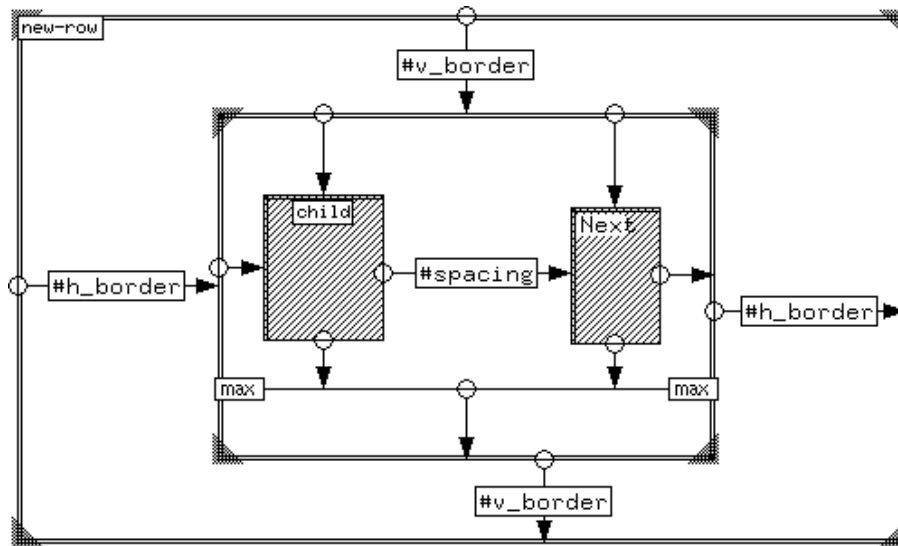 new-row
#v_border
child
Next
#h_border
#spacing
#h_border
max
max
#v_border